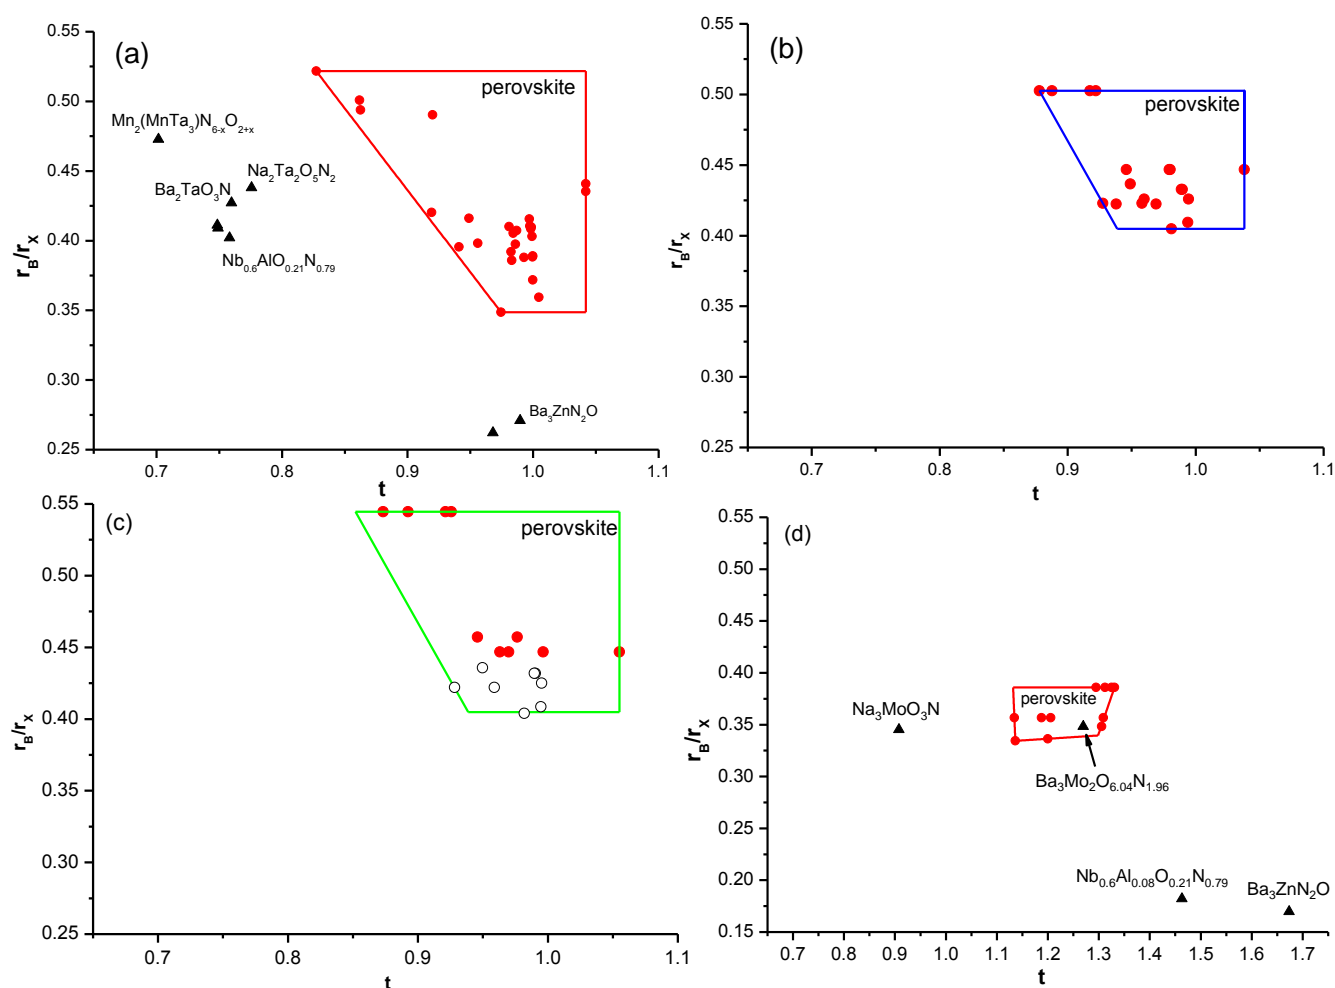 (a)
0.55
0.50
0.45
0.40
0.35
0.30
0.25
r_B/r_X
perovskite
Mn₂(MnTa₃)N₆₋ₓO₂₊ₓ
Na₂Ta₂O₅N₂
Ba₂TaO₃N
Nb₀.₆AlO₀.₂₁N₀.₇₉
Ba₃ZnN₂O
0.7 0.8 0.9 1.0 1.1
t
(b)
0.55
0.50
0.45
0.40
0.35
0.30
0.25
r_B/r_X
perovskite
0.7 0.8 0.9 1.0 1.1
t
(c)
0.55
0.50
0.45
0.40
0.35
0.30
0.25
r_B/r_X
perovskite
0.7 0.8 0.9 1.0 1.1
t
(d)
0.55
0.50
0.45
0.40
0.35
0.30
0.25
0.20
0.15
r_B/r_X
Na₃MoO₃N
perovskite
Ba₃Mo₂O₆.₀₄N₁.₉₆
Nb₀.₆Al₀.₀₈O₀.₂₁N₀.₇₉
Ba₃ZnN₂O
0.7 0.8 0.9 1.0 1.1 1.2 1.3 1.4 1.5 1.6 1.7
t